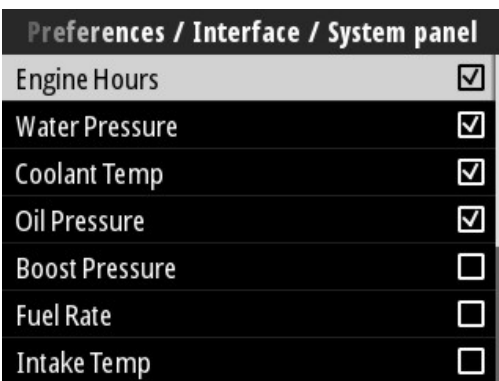 Preferences / Interface / System panel
Engine Hours
Water Pressure
Coolant Temp
Oil Pressure
Boost Pressure
Fuel Rate
Intake Temp